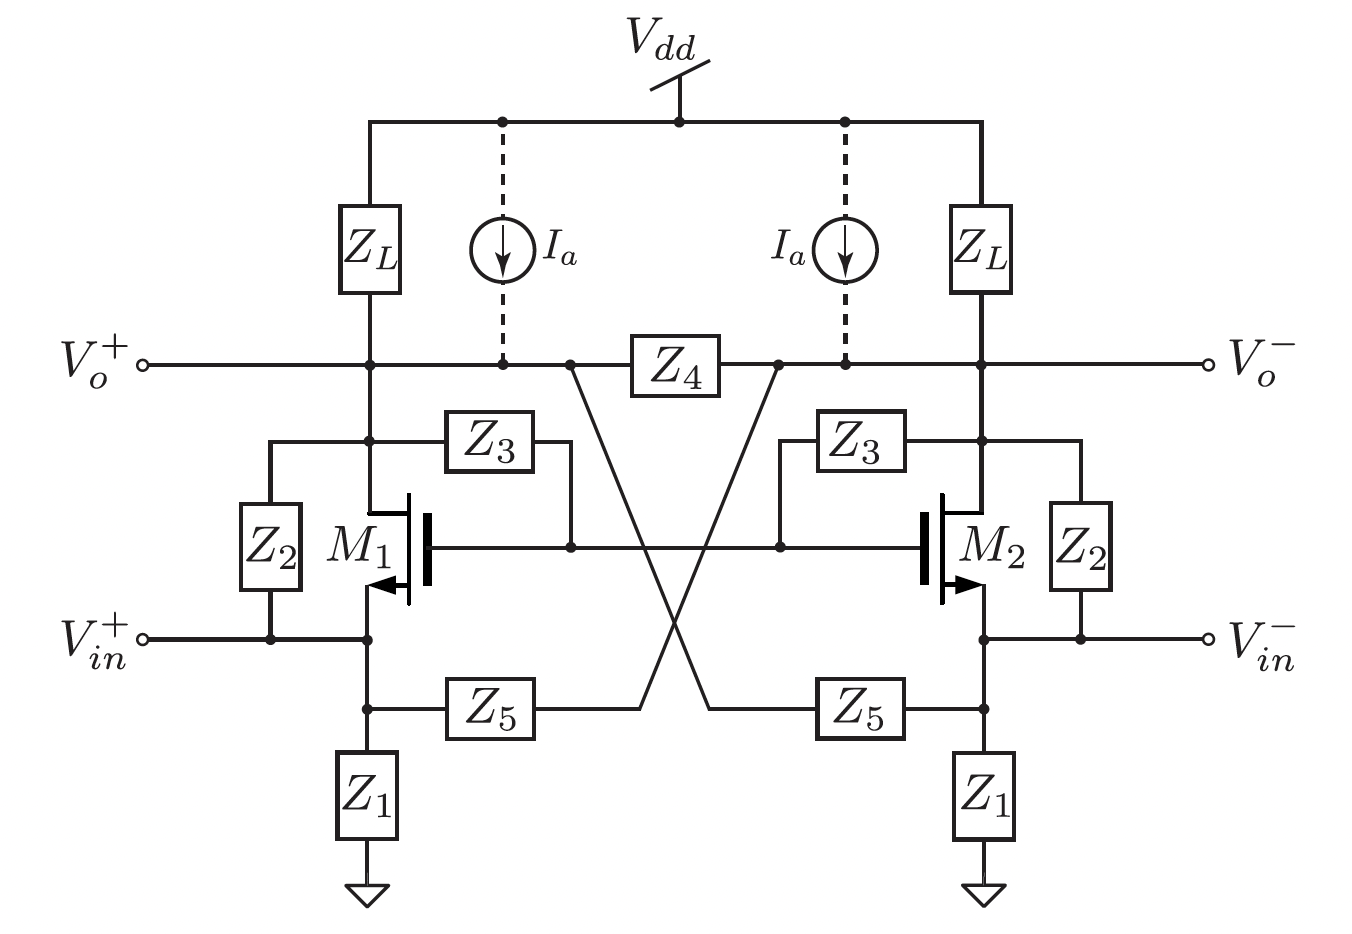 V_{dd}
Z_L I_a I_a Z_L
V_o^+ Z_4 V_o^-
Z_3 Z_3
Z_2 M_1 M_2 Z_2
V_{in}^+ V_{in}^-
Z_5 Z_5
Z_1 Z_1